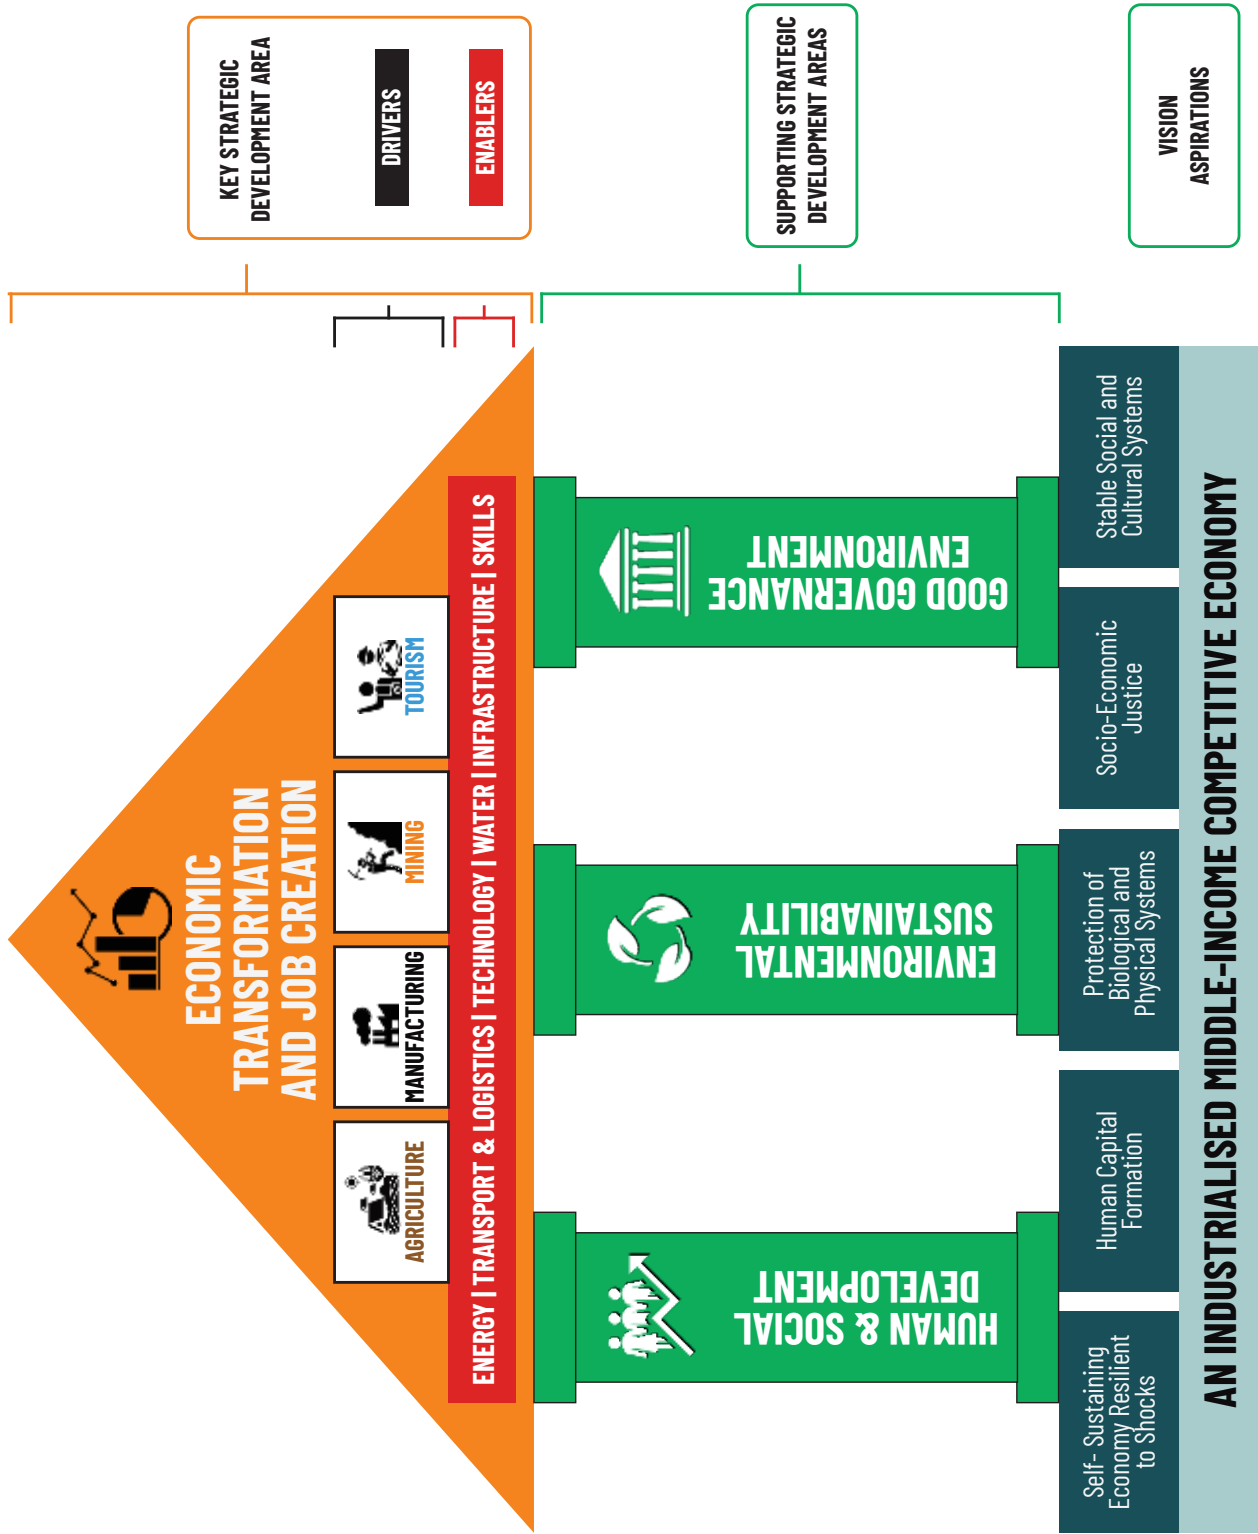 ECONOMIC
TRANSFORMATION
AND JOB CREATION
AGRICULTURE
MANUFACTURING
MINING
TOURISM
ENERGY | TRANSPORT & LOGISTICS | TECHNOLOGY | WATER | INFRASTRUCTURE | SKILLS
KEY STRATEGIC
DEVELOPMENT AREA
DRIVERS
ENABLERS
HUMAN & SOCIAL
DEVELOPMENT
ENVIRONMENTAL
SUSTAINABILITY
GOOD GOVERNANCE
ENVIRONMENT
SUPPORTING STRATEGIC
DEVELOPMENT AREAS
Self- Sustaining
Economy Resilient
to Shocks
Human Capital
Formation
Protection of
Biological and
Physical Systems
Socio-Economic
Justice
Stable Social and
Cultural Systems
VISION
ASPIRATIONS
AN INDUSTRIALISED MIDDLE-INCOME COMPETITIVE ECONOMY